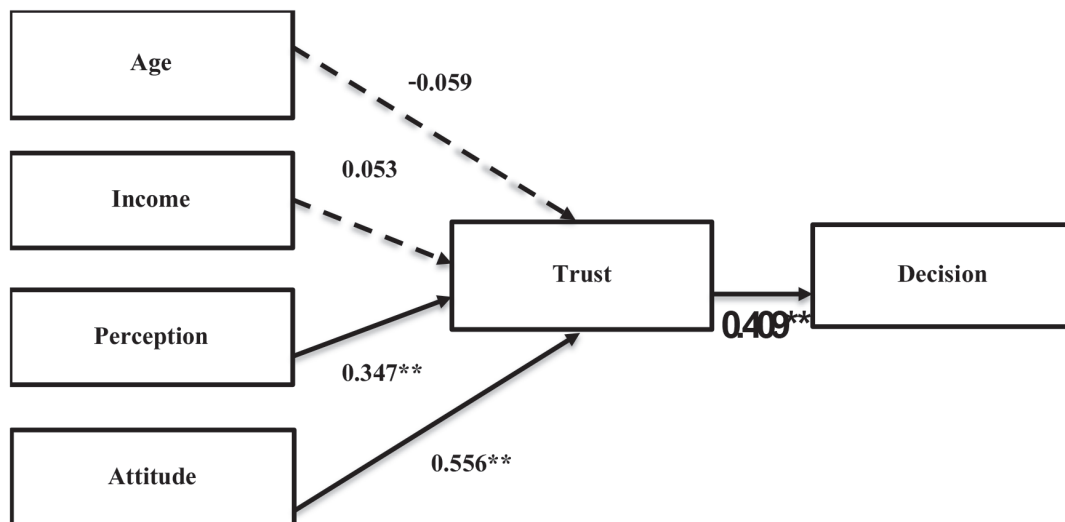 Age
-0.059
Income
0.053
Trust
Decision
Perception
0.347**
0.409**
Attitude
0.556**